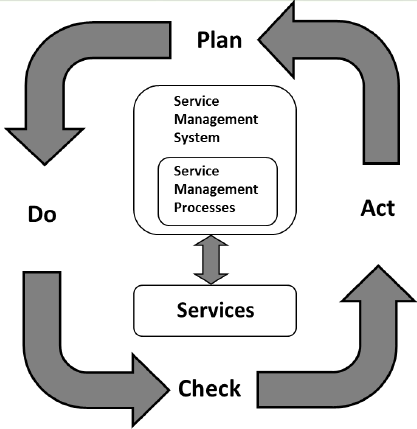 Plan
Service
Management
System
Service
Management
Processes
Do
Act
Services
Check